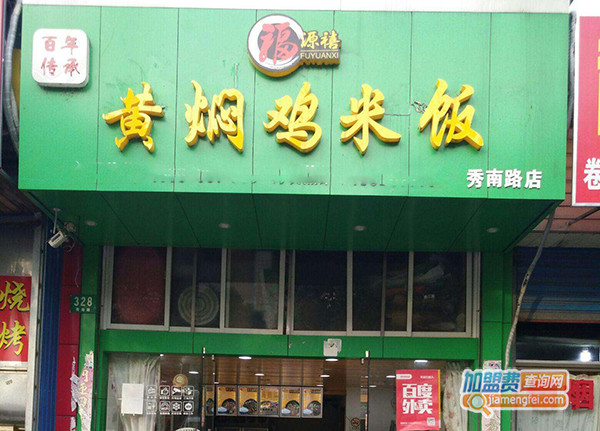 百年
传承
福
源禧
FUYUANXI
黄焖鸡米饭
秀南路店
328
烧
烤
百度
外卖
加盟费查询网
jiamengfei.com